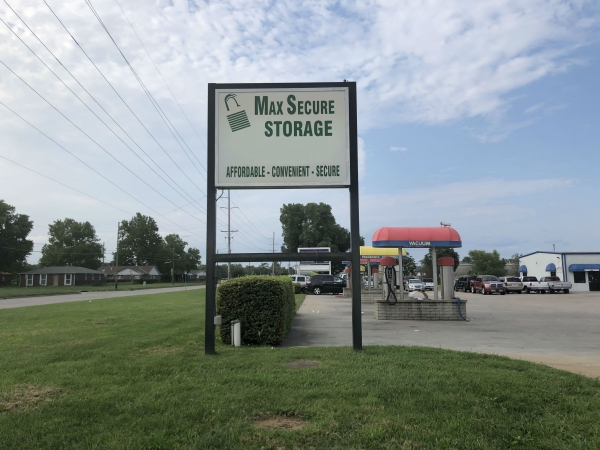 MAX SECURE
STORAGE
AFFORDABLE - CONVENIENT - SECURE
VACUUM